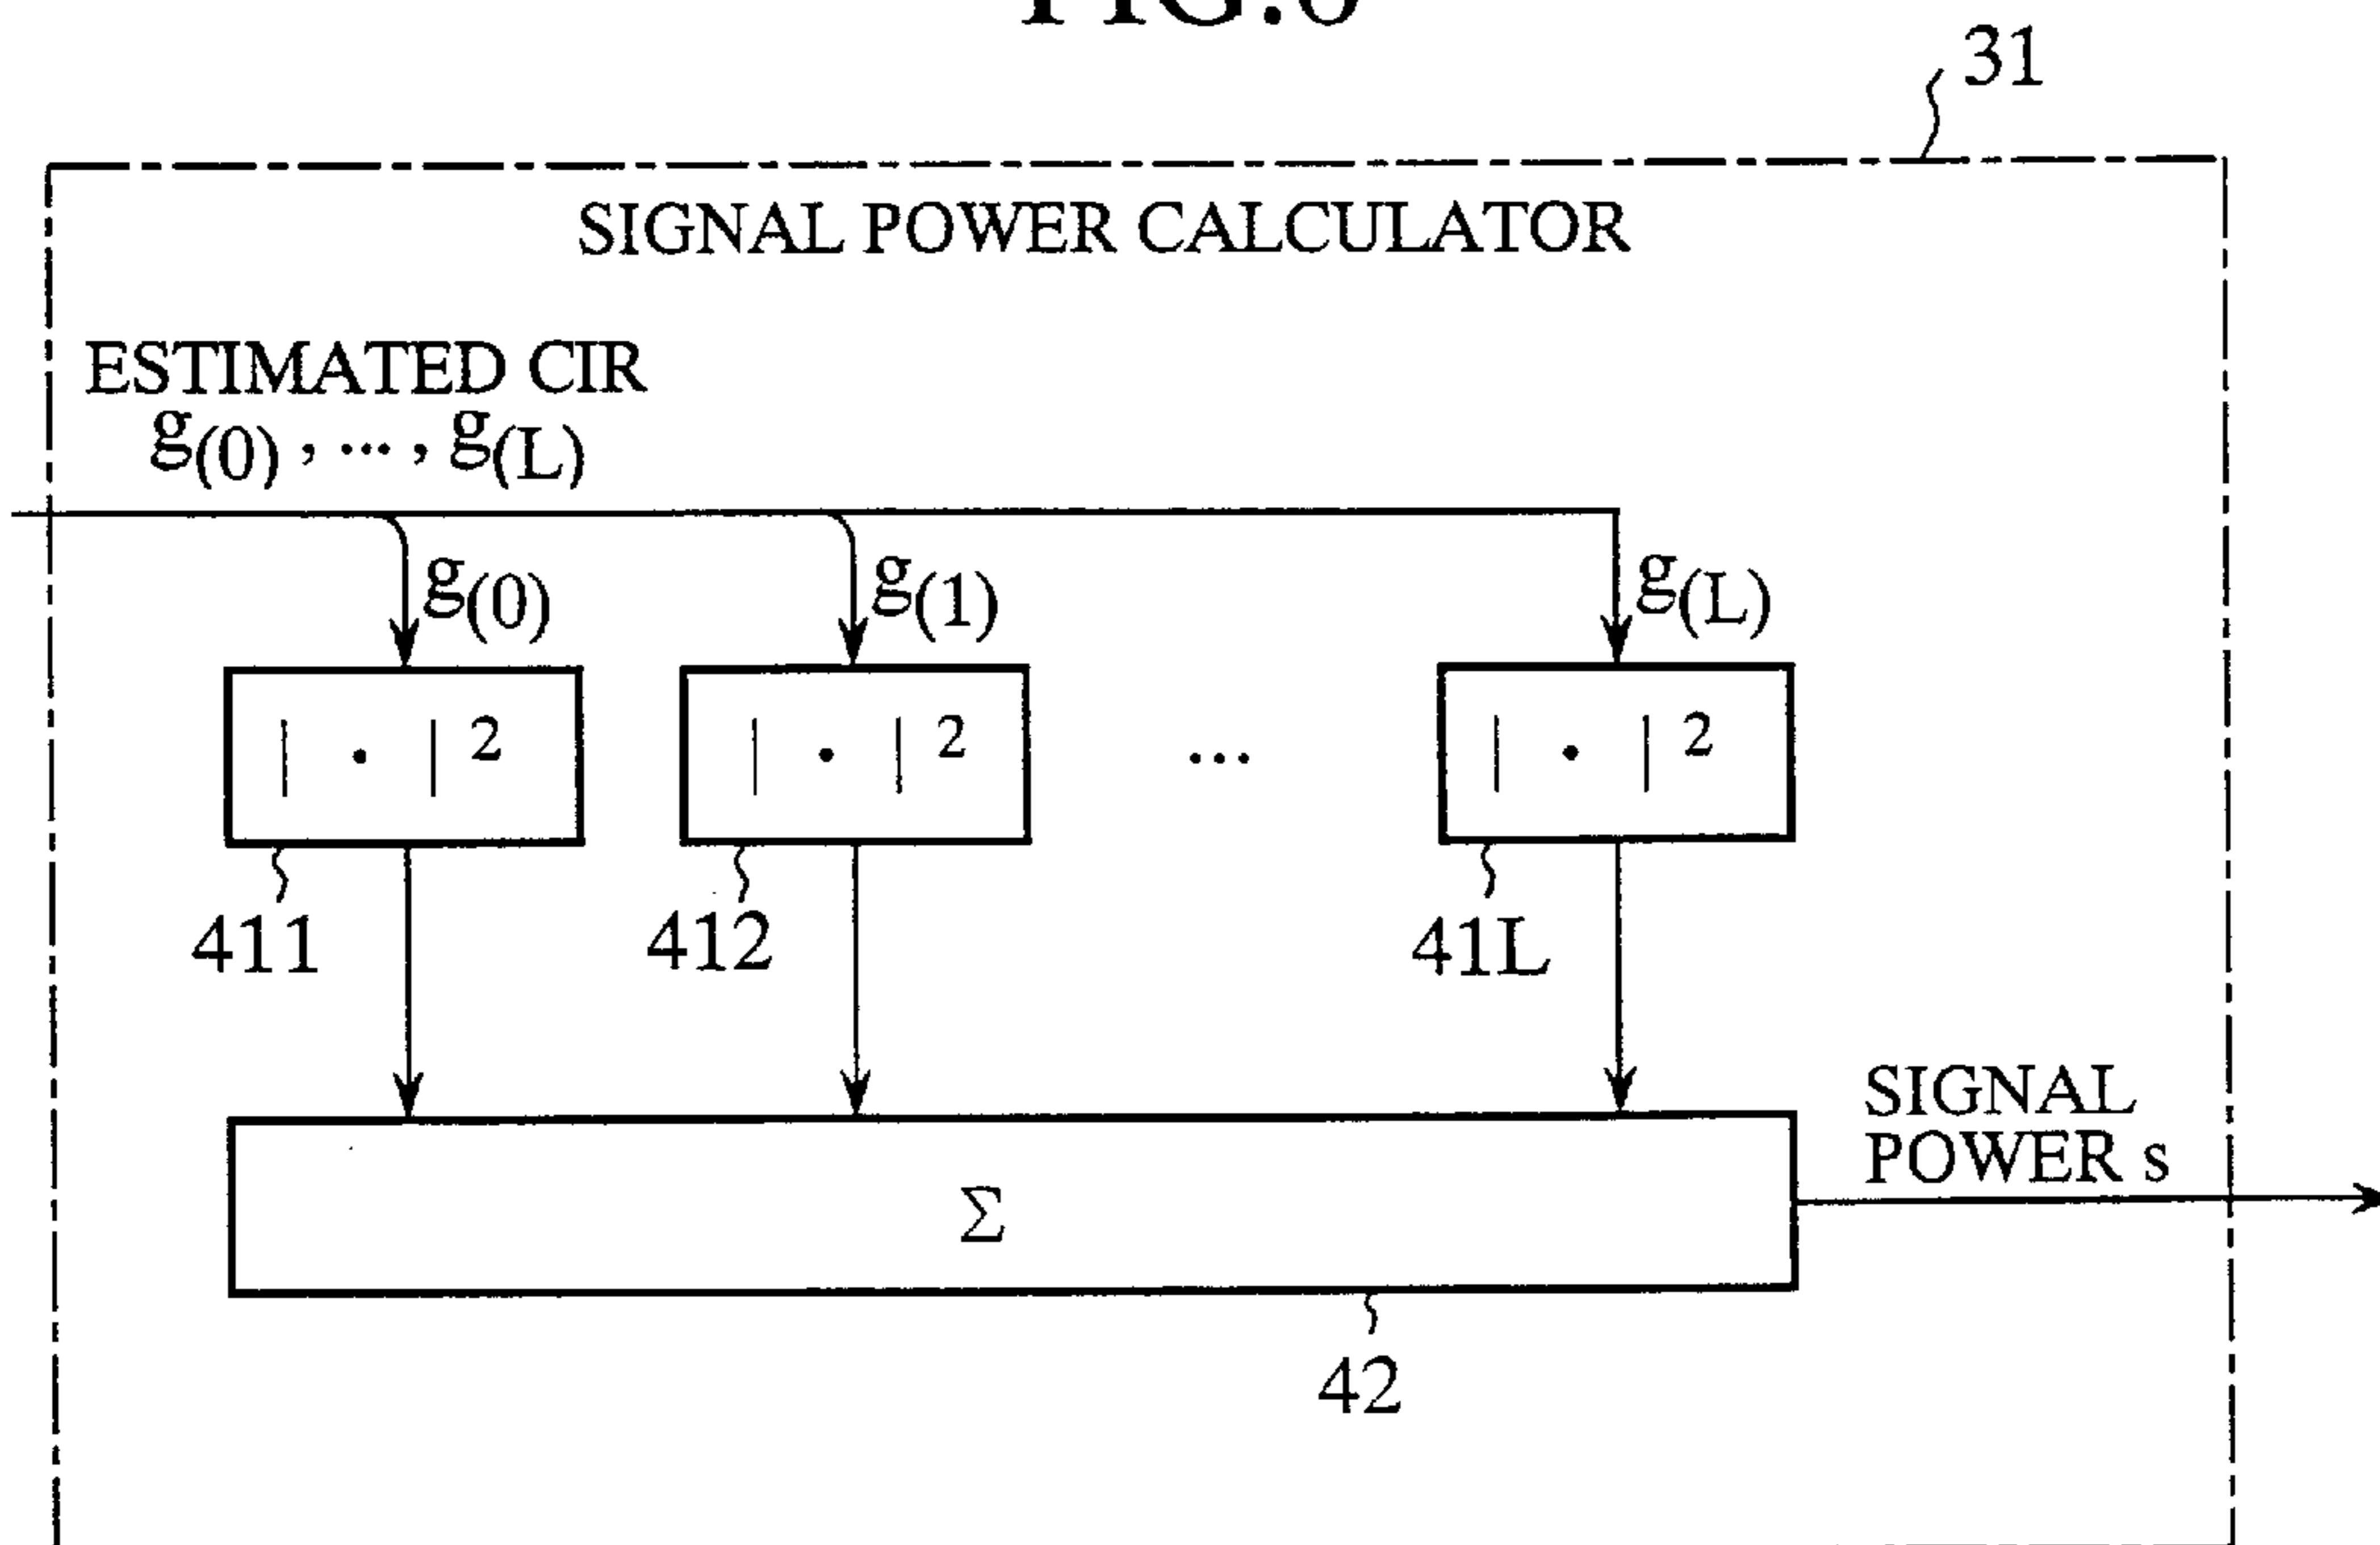 31
SIGNAL POWER CALCULATOR
ESTIMATED CIR
g(0) , ... , g(L)
g(0) g(1) g(L)
| · | 2 | · | 2 ... | · | 2
411 412 41L
SIGNAL
POWER s
Σ
42